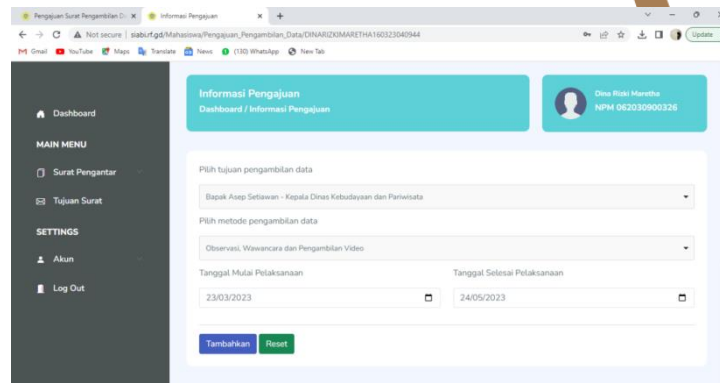 Pengajuan Surat Pengambilan D
Informasi Pengajuan
Not secure | siabi.rf.gd/Mahasiswa/Pengajuan_Pengambilan_Data/DINARIZKIMARETHA160323040944
Update
Gmail YouTube Maps Translate News (130) WhatsApp New Tab
Informasi Pengajuan
Dashboard / Informasi Pengajuan
Dina Rizki Maretha
NPM 062030900326
Dashboard
MAIN MENU
Surat Pengantar
Tujuan Surat
SETTINGS
Akun
Log Out
Pilih tujuan pengambilan data
Bapak Asep Setiawan - Kepala Dinas Kebudayaan dan Pariwisata
Pilih metode pengambilan data
Observasi, Wawancara dan Pengambilan Video
Tanggal Mulai Pelaksanaan
Tanggal Selesai Pelaksanaan
23/03/2023
24/05/2023
Tambahkan
Reset